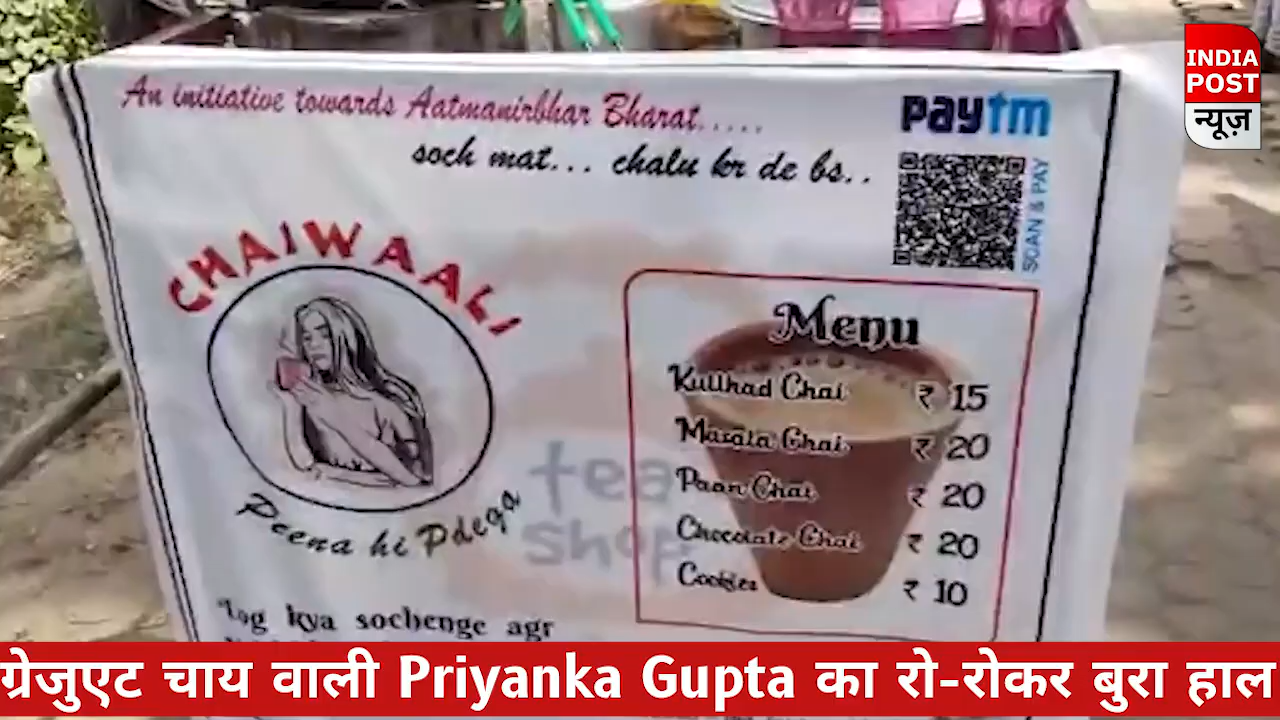 An initiative towards Aatmanirbhar Bharat.....
soch mat... chalu kr de bs..
paytm
SCAN & PAY
INDIA
POST
न्यूज़
CHAIWAALI
Peena hi Pdega
tea
shop
Menu
Kullhad Chai ₹ 15
Masala Chai ₹ 20
Paan Chai ₹ 20
Chocolate Chai ₹ 20
Cookies ₹ 10
Log kya sochenge agr
ग्रेजुएट चाय वाली Priyanka Gupta का रो-रोकर बुरा हाल